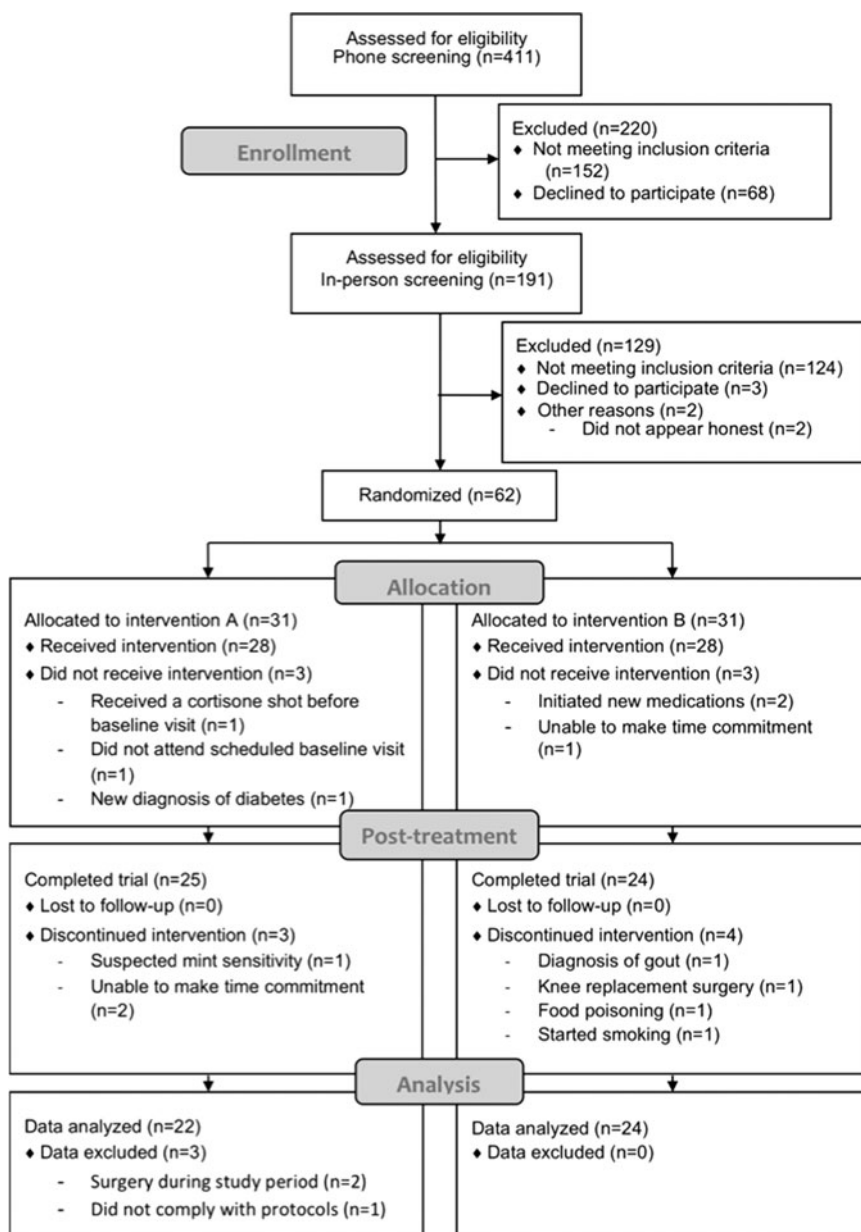 Assessed for eligibility
Phone screening (n=411)
Enrollment
Excluded (n=220)
♦ Not meeting inclusion criteria
(n=152)
♦ Declined to participate (n=68)
Assessed for eligibility
In-person screening (n=191)
Excluded (n=129)
♦ Not meeting inclusion criteria (n=124)
♦ Declined to participate (n=3)
♦ Other reasons (n=2)
- Did not appear honest (n=2)
Randomized (n=62)
Allocation
Allocated to intervention A (n=31)
♦ Received intervention (n=28)
♦ Did not receive intervention (n=3)
- Received a cortisone shot before
baseline visit (n=1)
- Did not attend scheduled baseline visit
(n=1)
- New diagnosis of diabetes (n=1)
Allocated to intervention B (n=31)
♦ Received intervention (n=28)
♦ Did not receive intervention (n=3)
- Initiated new medications (n=2)
- Unable to make time commitment
(n=1)
Post-treatment
Completed trial (n=25)
♦ Lost to follow-up (n=0)
♦ Discontinued intervention (n=3)
- Suspected mint sensitivity (n=1)
- Unable to make time commitment
(n=2)
Completed trial (n=24)
♦ Lost to follow-up (n=0)
♦ Discontinued intervention (n=4)
- Diagnosis of gout (n=1)
- Knee replacement surgery (n=1)
- Food poisoning (n=1)
- Started smoking (n=1)
Analysis
Data analyzed (n=22)
♦ Data excluded (n=3)
- Surgery during study period (n=2)
- Did not comply with protocols (n=1)
Data analyzed (n=24)
♦ Data excluded (n=0)